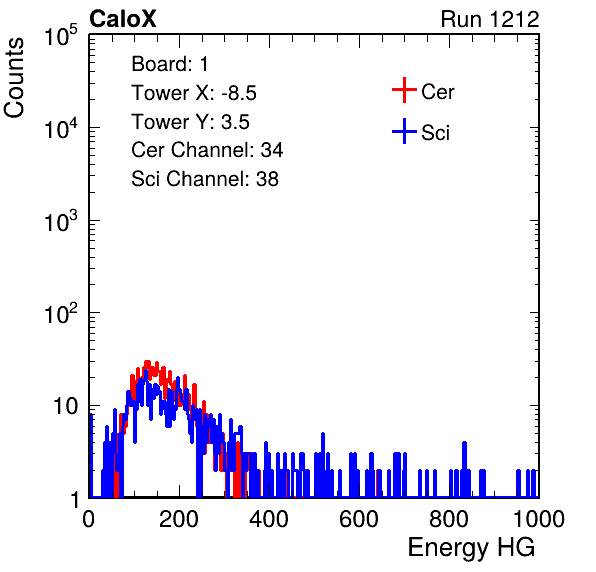 CaloX
Run 1212
Counts
10^5
10^4
10^3
10^2
10
1
Board: 1
Tower X: -8.5
Tower Y: 3.5
Cer Channel: 34
Sci Channel: 38
Cer
Sci
0 200 400 600 800 1000
Energy HG